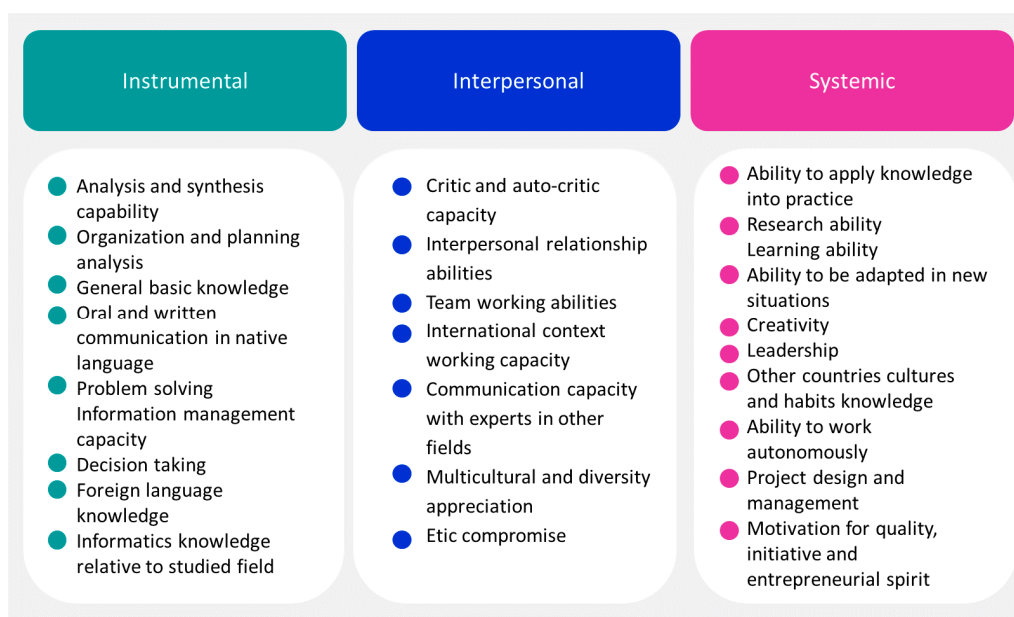 Instrumental
Interpersonal
Systemic
Analysis and synthesis
capability
Organization and planning
analysis
General basic knowledge
Oral and written
communication in native
language
Problem solving
Information management
capacity
Decision taking
Foreign language
knowledge
Informatics knowledge
relative to studied field
Critic and auto-critic
capacity
Interpersonal relationship
abilities
Team working abilities
International context
working capacity
Communication capacity
with experts in other
fields
Multicultural and diversity
appreciation
Etic compromise
Ability to apply knowledge
into practice
Research ability
Learning ability
Ability to be adapted in new
situations
Creativity
Leadership
Other countries cultures
and habits knowledge
Ability to work
autonomously
Project design and
management
Motivation for quality,
initiative and
entrepreneurial spirit